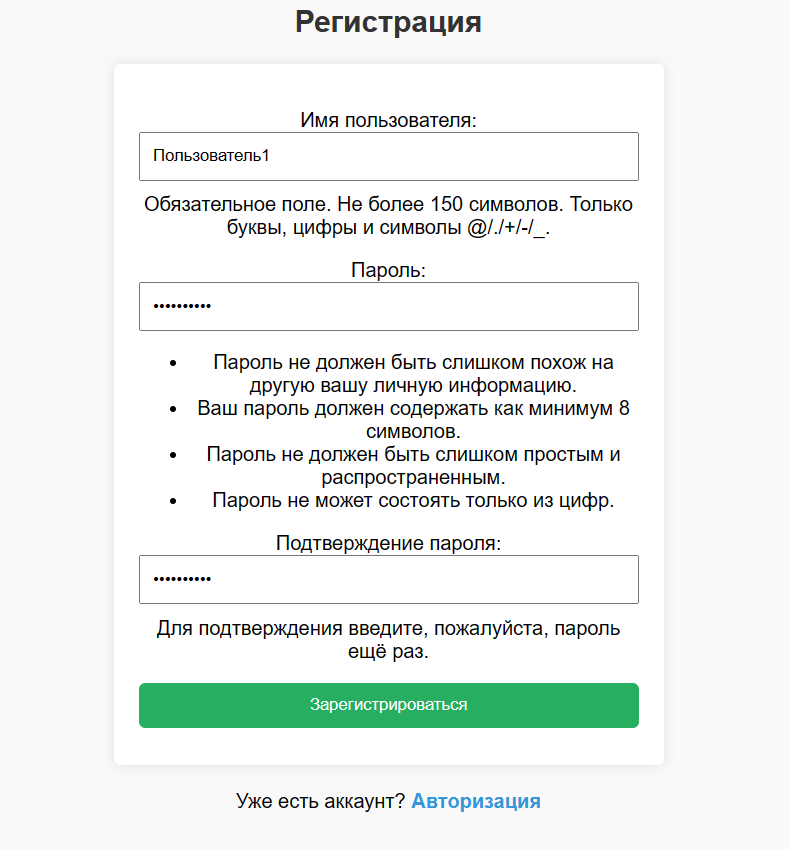 Регистрация
Имя пользователя:
Пользователь1
Обязательное поле. Не более 150 символов. Только
буквы, цифры и символы @/./+/-/_.
Пароль:
••••••••••
• Пароль не должен быть слишком похож на
другую вашу личную информацию.
• Ваш пароль должен содержать как минимум 8
символов.
• Пароль не должен быть слишком простым и
распространенным.
• Пароль не может состоять только из цифр.
Подтверждение пароля:
••••••••••
Для подтверждения введите, пожалуйста, пароль
ещё раз.
Зарегистрироваться
Уже есть аккаунт? Авторизация